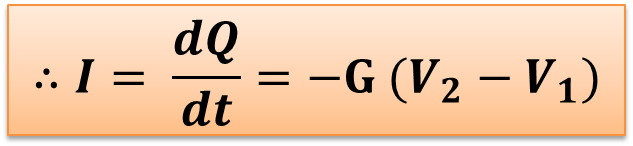 ∴ I = dQ/dt = −G (V₂ − V₁)